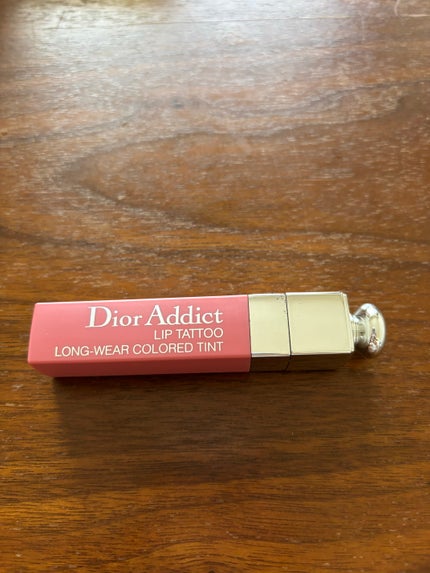 Dior Addict
LIP TATTOO
LONG-WEAR COLORED TINT